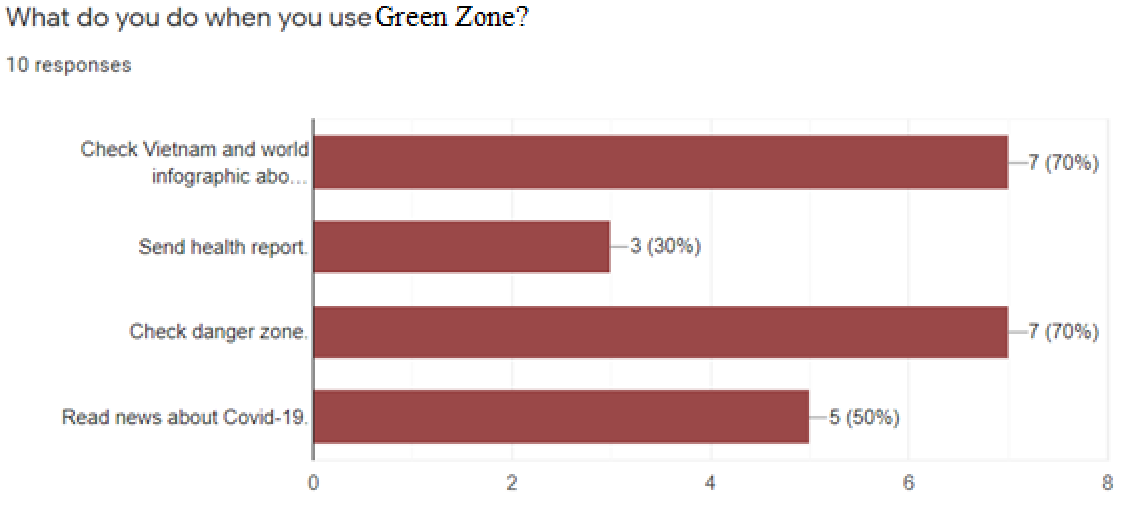 What do you do when you use Green Zone?
10 responses
Check Vietnam and world
infographic abo...
7 (70%)
Send health report.
3 (30%)
Check danger zone.
7 (70%)
Read news about Covid-19.
5 (50%)
0 2 4 6 8